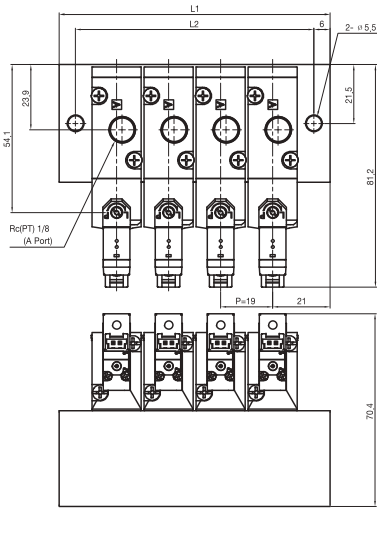 L1
L2
6
2- ø 5,5
23,9
54,1
21,5
81,2
Rc(PT) 1/8
(A Port)
P=19
21
70,4